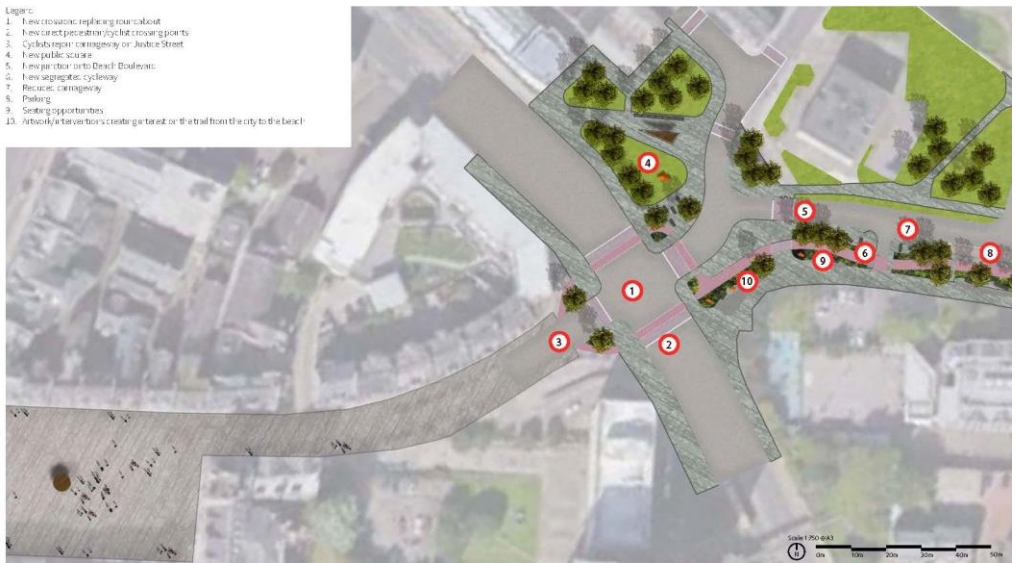 Legend
1. New crossroad replacing roundabout
2. New direct pedestrian/cyclist crossing points
3. Cyclists rejoin carriageway on Justice Street
4. New public square
5. New junction onto Beach Boulevard
6. New segregated cycleway
7. Reduced carriageway
8. Parking
9. Seating opportunities
10. Artwork/interventions creating interest on the trail from the city to the beach
4
5
7
6
8
9
10
1
3
2
Scale 1:750 @A3
N
0m 10m 20m 30m 40m 50m